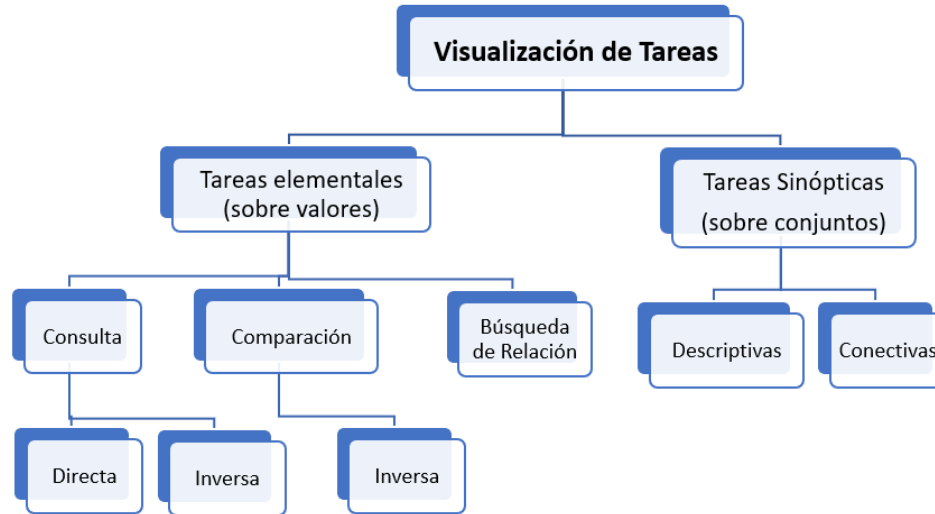 Visualización de Tareas
Tareas elementales
(sobre valores)
Tareas Sinópticas
(sobre conjuntos)
Consulta
Comparación
Búsqueda
de Relación
Descriptivas
Conectivas
Directa
Inversa
Inversa